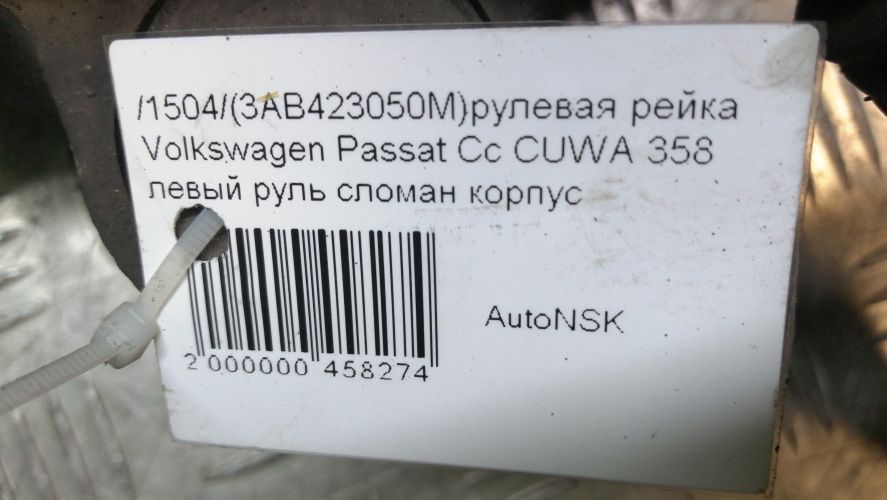 /1504/(3AB423050M)рулевая рейка
Volkswagen Passat Cc CUWA 358
левый руль сломан корпус
AutoNSK
2 000000 458274